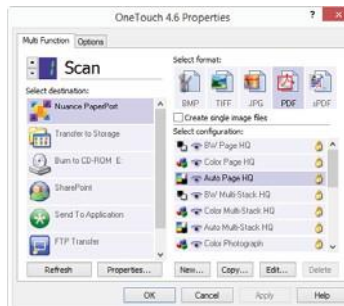 OneTouch 4.6 Properties
? x
Multi Function Options
1 Scan
Select destination:
Nuance PaperPort
Transfer to Storage
Burn to CD-ROM E:
SharePoint
Send To Application
FTP Transfer
Refresh Properties...
Select format:
BMP TIFF JPG PDF sPDF
Create single image files
Select configuration:
BW Page HQ
Color Page HQ
Auto Page HQ
BW Multi-Stack HQ
Color Multi-Stack HQ
Auto Multi-Stack HQ
Color Photograph
New... Copy... Edit... Delete
OK Cancel Apply Help